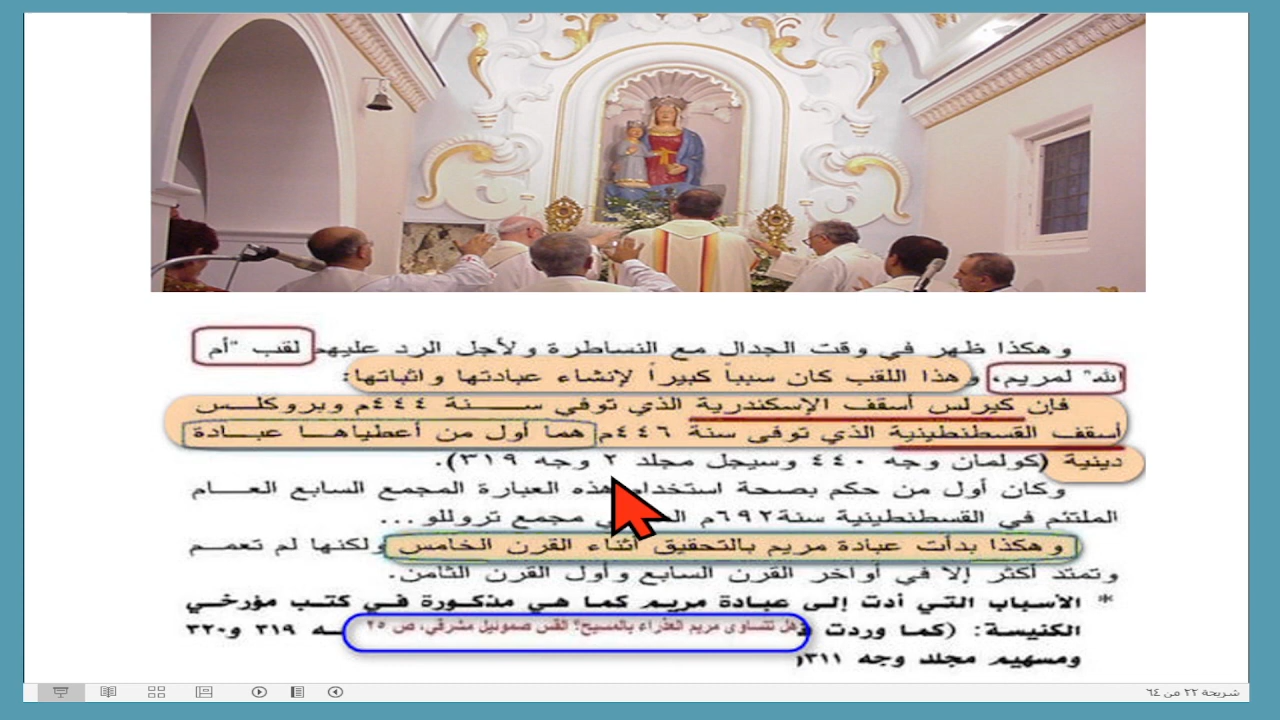 وهكذا ظهر في وقت الجدال مع النساطرة ولأجل الرد عليهم لقب "أم
الله" لمريم، وهذا اللقب كان سبباً كبيراً لإنشاء عبادتها واثباتها:
فإن كيرلس أسقف الإسكندرية الذي توفي سنة ٤٤٤م وبروكلس
أسقف القسطنطينية الذي توفى سنة ٤٤٦م هما أول من أعطياها عبادة
دينية (كولمان وجه ٤٤٠ وسيجل مجلد ٢ وجه ٣١٩).
وكان أول من حكم بصحة استخدام هذه العبارة المجمع السابع العام
الملتئم في القسطنطينية سنة ٦٩٢م مجمع تروللو ...
وهكذا بدأت عبادة مريم بالتحقيق أثناء القرن الخامس ولكنها لم تعمم
وتمتد أكثر إلا في أواخر القرن السابع وأول القرن الثامن.
* الأسباب التي أدت إلى عبادة مريم كما هي مذكورة في كتب مؤرخي
الكنيسة: (كما وردت هل تتساوى مريم العذراء بالمسيح؟ القس صموئيل مشرقي، ص ٢٥ ٣١٩ و٣٢٠
ومسهيم مجلد وجه ٣١١)
شريحة ٢٢ من ٦٤